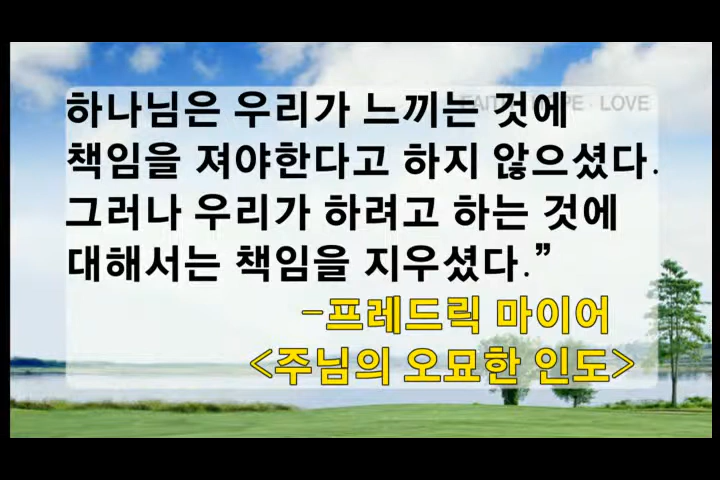 FAITH · HOPE · LOVE
하나님은 우리가 느끼는 것에
책임을 져야한다고 하지 않으셨다.
그러나 우리가 하려고 하는 것에
대해서는 책임을 지우셨다.”
-프레드릭 마이어
<주님의 오묘한 인도>